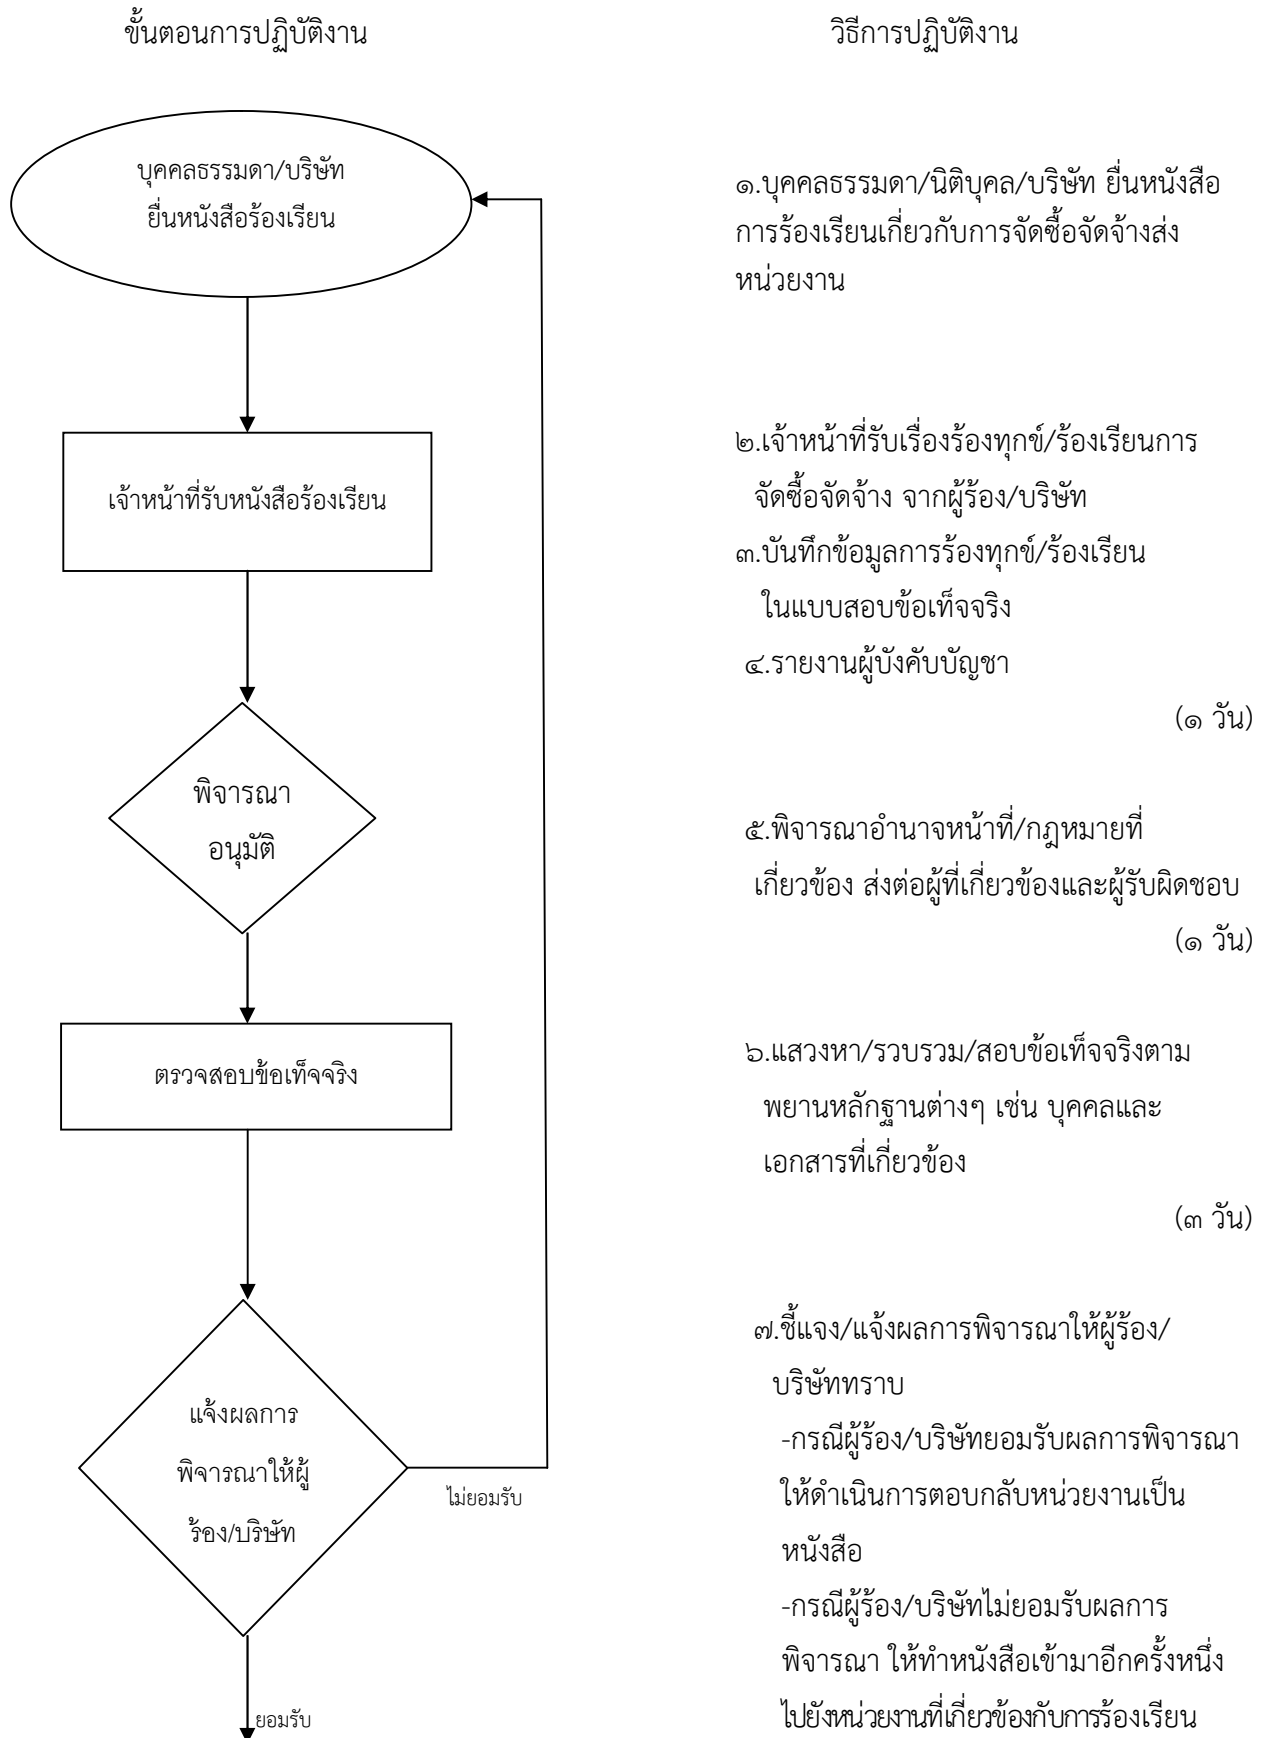 ขั้นตอนการปฏิบัติงาน
วิธีการปฏิบัติงาน
บุคคลธรรมดา/บริษัท
ยื่นหนังสือร้องเรียน
๑.บุคคลธรรมดา/นิติบุคล/บริษัท ยื่นหนังสือ
การร้องเรียนเกี่ยวกับการจัดซื้อจัดจ้างส่ง
หน่วยงาน
เจ้าหน้าที่รับหนังสือร้องเรียน
๒.เจ้าหน้าที่รับเรื่องร้องทุกข์/ร้องเรียนการ
จัดซื้อจัดจ้าง จากผู้ร้อง/บริษัท
๓.บันทึกข้อมูลการร้องทุกข์/ร้องเรียน
ในแบบสอบข้อเท็จจริง
๔.รายงานผู้บังคับบัญชา
(๑ วัน)
พิจารณา
อนุมัติ
๕.พิจารณาอำนาจหน้าที่/กฎหมายที่
เกี่ยวข้อง ส่งต่อผู้ที่เกี่ยวข้องและผู้รับผิดชอบ
(๑ วัน)
ตรวจสอบข้อเท็จจริง
๖.แสวงหา/รวบรวม/สอบข้อเท็จจริงตาม
พยานหลักฐานต่างๆ เช่น บุคคลและ
เอกสารที่เกี่ยวข้อง
(๓ วัน)
แจ้งผลการ
พิจารณาให้ผู้
ร้อง/บริษัท
ไม่ยอมรับ
ยอมรับ
๗.ชี้แจง/แจ้งผลการพิจารณาให้ผู้ร้อง/
บริษัททราบ
-กรณีผู้ร้อง/บริษัทยอมรับผลการพิจารณา
ให้ดำเนินการตอบกลับหน่วยงานเป็น
หนังสือ
-กรณีผู้ร้อง/บริษัทไม่ยอมรับผลการ
พิจารณา ให้ทำหนังสือเข้ามาอีกครั้งหนึ่ง
ไปยังหน่วยงานที่เกี่ยวข้องกับการร้องเรียน